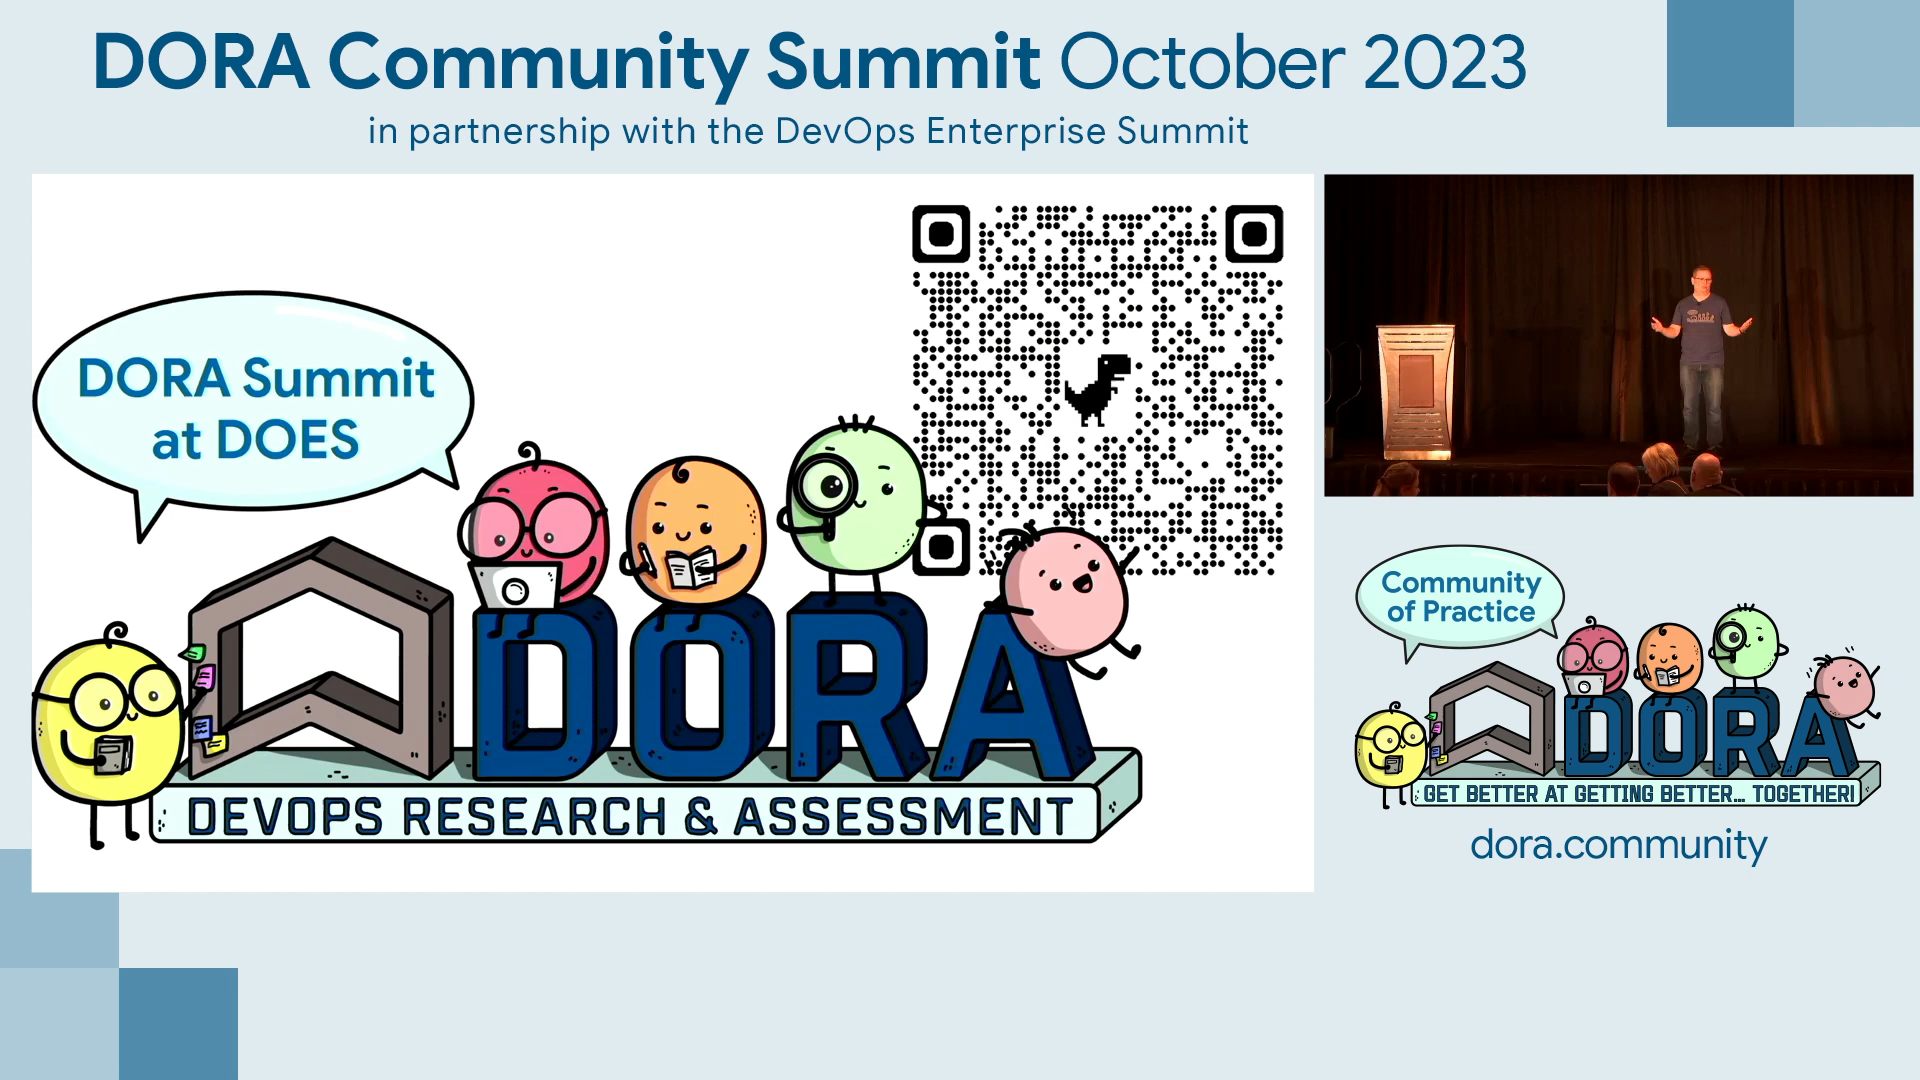 DORA Community Summit October 2023
in partnership with the DevOps Enterprise Summit
DORA Summit
at DOES
DORA
DEVOPS RESEARCH & ASSESSMENT
Community
of Practice
DORA
GET BETTER AT GETTING BETTER... TOGETHER!
dora.community